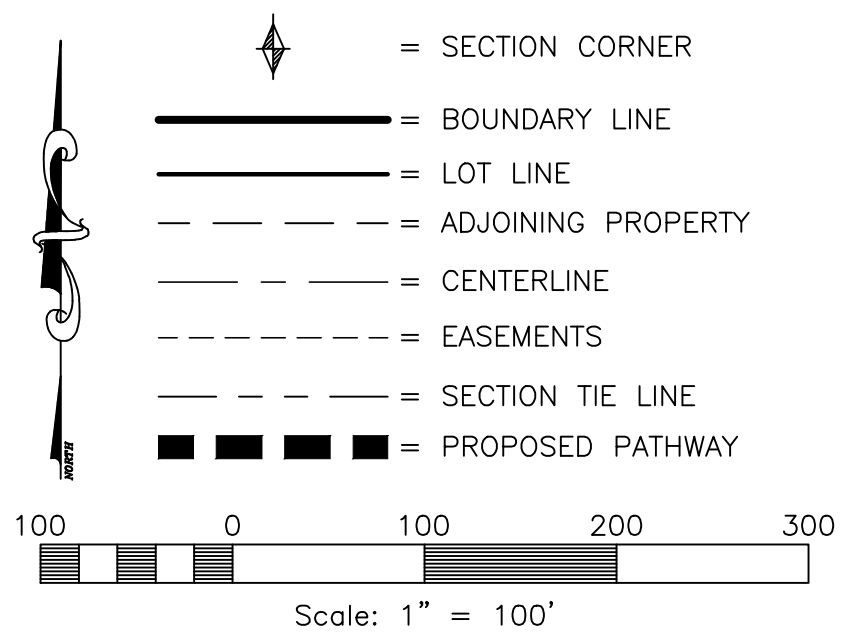 = SECTION CORNER
= BOUNDARY LINE
= LOT LINE
= ADJOINING PROPERTY
= CENTERLINE
= EASEMENTS
= SECTION TIE LINE
= PROPOSED PATHWAY
NORTH
100 0 100 200 300
Scale: 1" = 100'